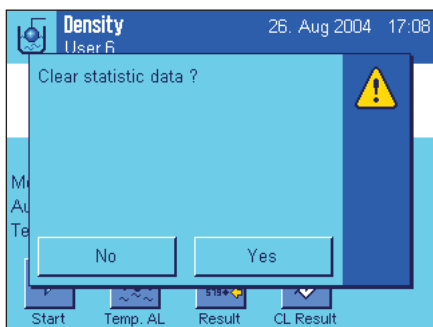 Density 26. Aug 2004 17:08
User 6
Clear statistic data ?
No Yes
Start Temp. AL Result CL Result